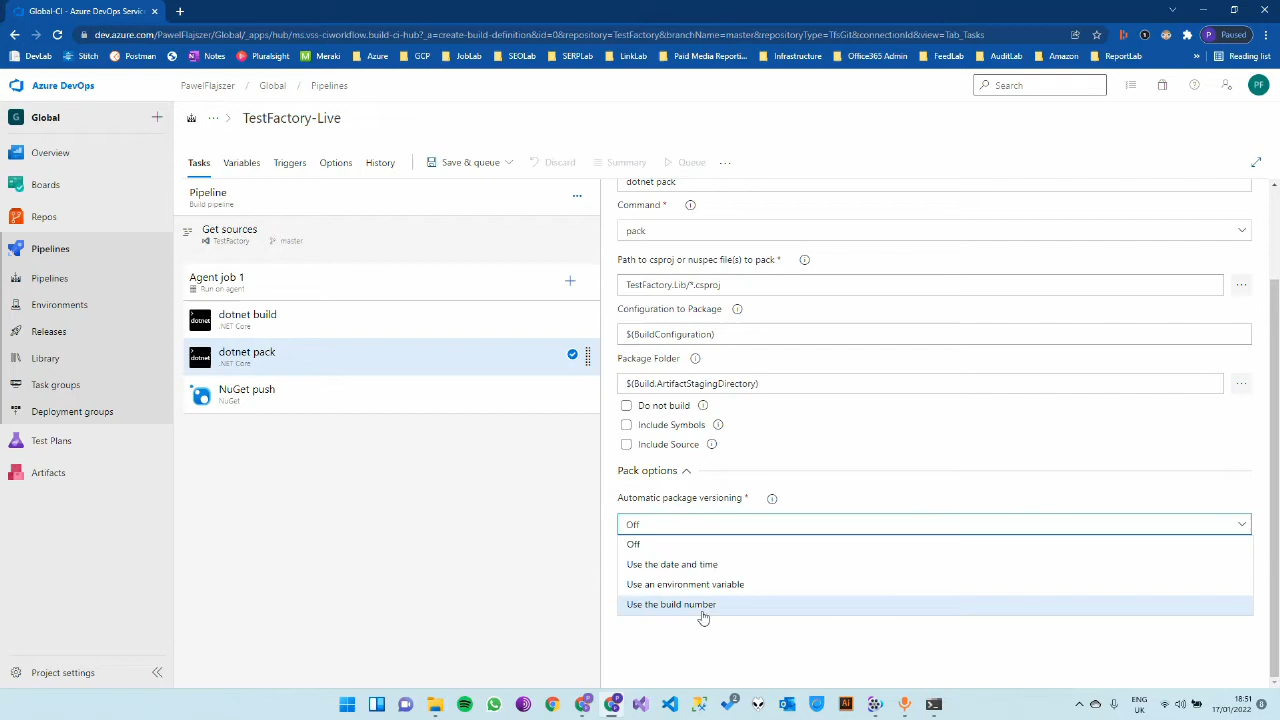 Global-CI - Azure DevOps Servic
dev.azure.com/PawelFlajszer/Global/_apps/hub/ms.vss-ciworkflow.build-ci-hub?_a=create-build-definition&id=0&repository=TestFactory&branchName=master&repositoryType=TfsGit&connectionId&view=Tab_Tasks
P Paused
DevLab Stitch Postman Notes Pluralsight Meraki Azure GCP JobLab SEOLab SERPLab LinkLab Paid Media Reporti... Infrastructure Office365 Admin FeedLab AuditLab Amazon ReportLab » Reading list
Azure DevOps
PawelFlajszer / Global / Pipelines
Search
PF
G Global
TestFactory-Live
Overview
Boards
Repos
Pipelines
Pipelines
Environments
Releases
Library
Task groups
Deployment groups
Test Plans
Artifacts
Project settings
Tasks Variables Triggers Options History Save & queue Discard Summary Queue ...
Pipeline
Build pipeline
Get sources
TestFactory master
Agent job 1
Run on agent
dotnet build
.NET Core
dotnet pack
.NET Core
NuGet push
NuGet
dotnet pack
Command *
pack
Path to csproj or nuspec file(s) to pack *
TestFactory.Lib/*.csproj
Configuration to Package
$(BuildConfiguration)
Package Folder
$(Build.ArtifactStagingDirectory)
Do not build
Include Symbols
Include Source
Pack options
Automatic package versioning *
Off
Off
Use the date and time
Use an environment variable
Use the build number
2
ENG
UK
18:51
17/01/2022